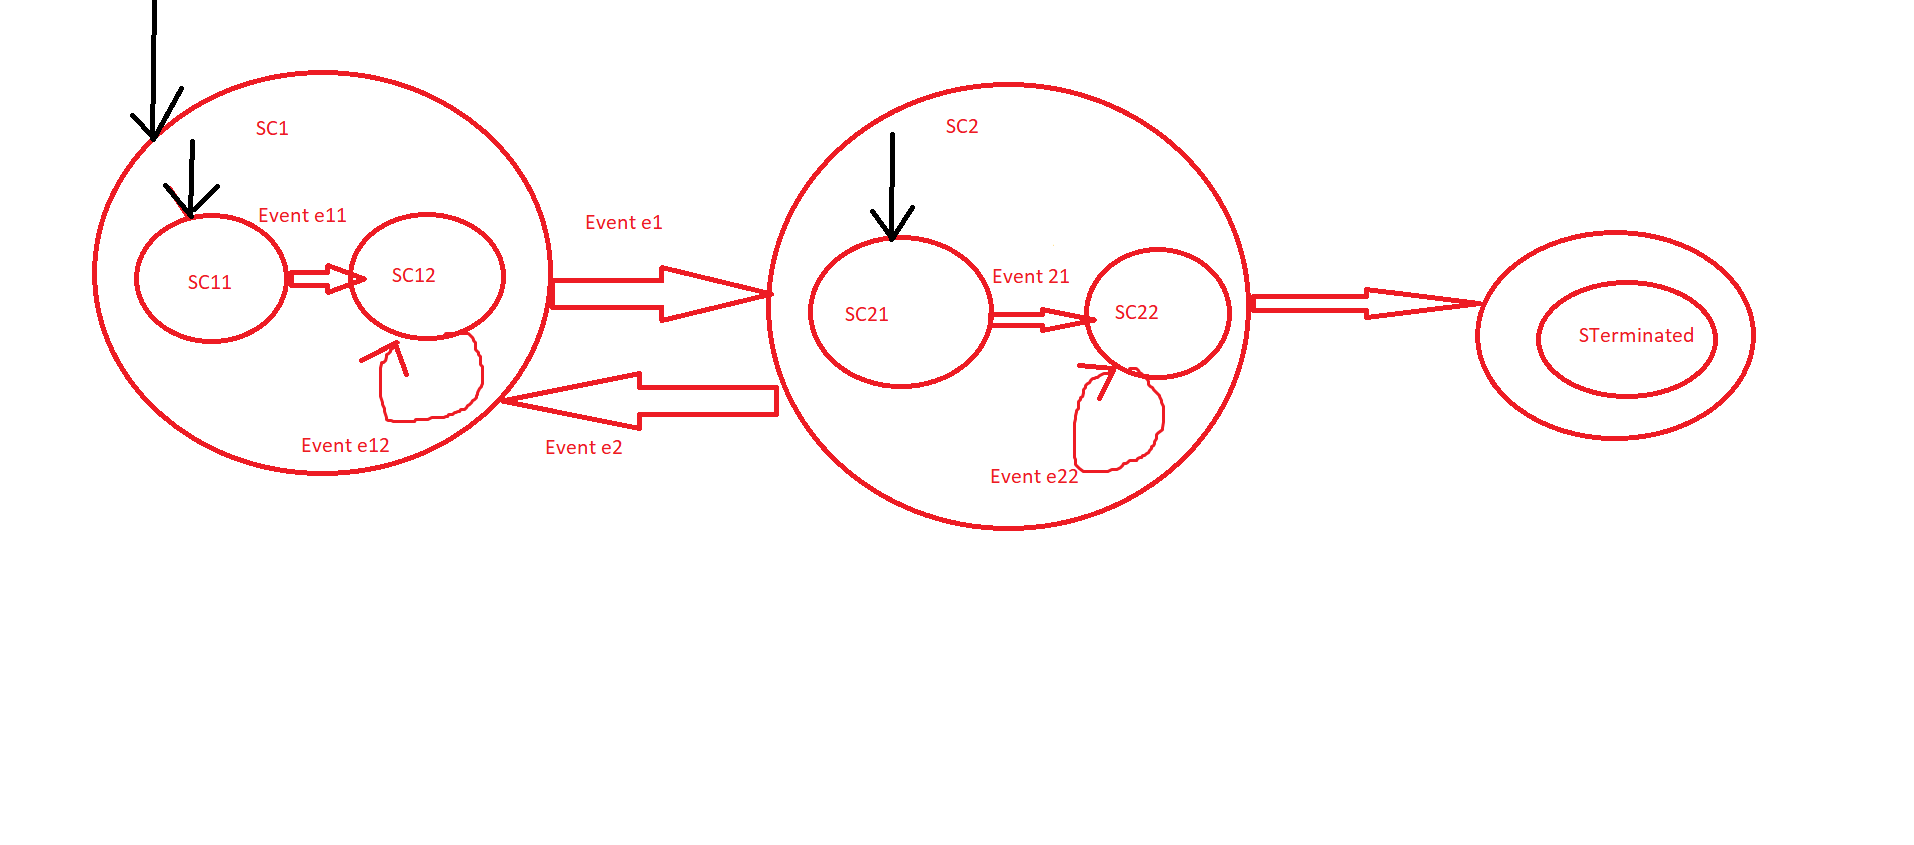 SC1
SC2
Event e11
Event e1
SC11
SC12
Event 21
SC21
SC22
STerminated
Event e12
Event e2
Event e22